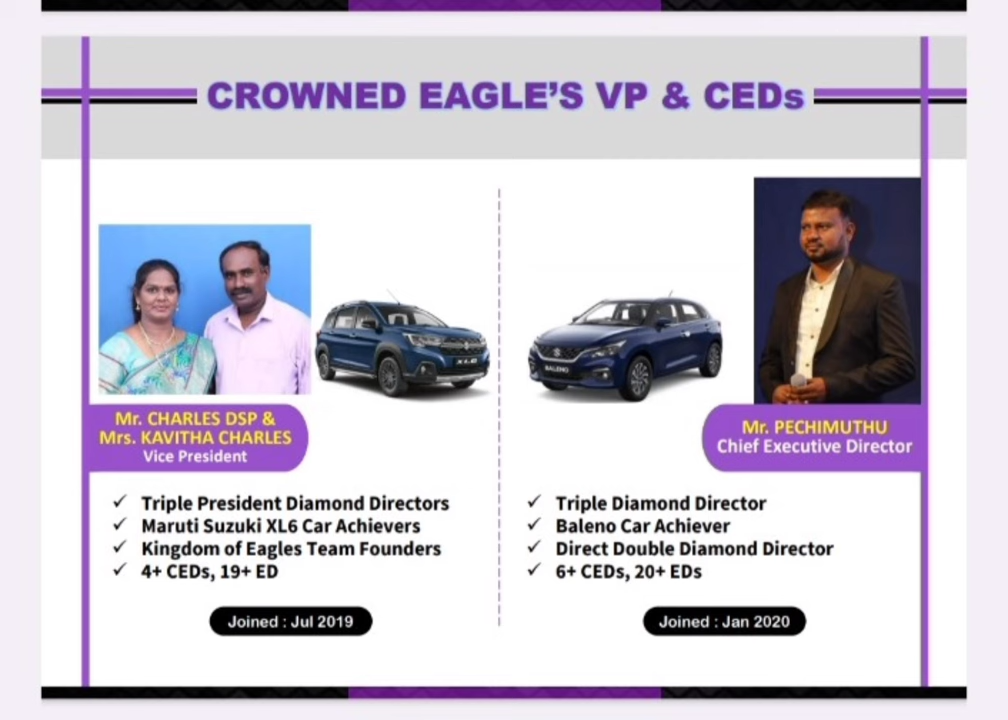 CROWNED EAGLE'S VP & CEDs
XL6
Mr. CHARLES DSP &
Mrs. KAVITHA CHARLES
Vice President
✓ Triple President Diamond Directors
✓ Maruti Suzuki XL6 Car Achievers
✓ Kingdom of Eagles Team Founders
✓ 4+ CEDs, 19+ ED
Joined : Jul 2019
BALENO
Mr. PECHIMUTHU
Chief Executive Director
✓ Triple Diamond Director
✓ Baleno Car Achiever
✓ Direct Double Diamond Director
✓ 6+ CEDs, 20+ EDs
Joined : Jan 2020